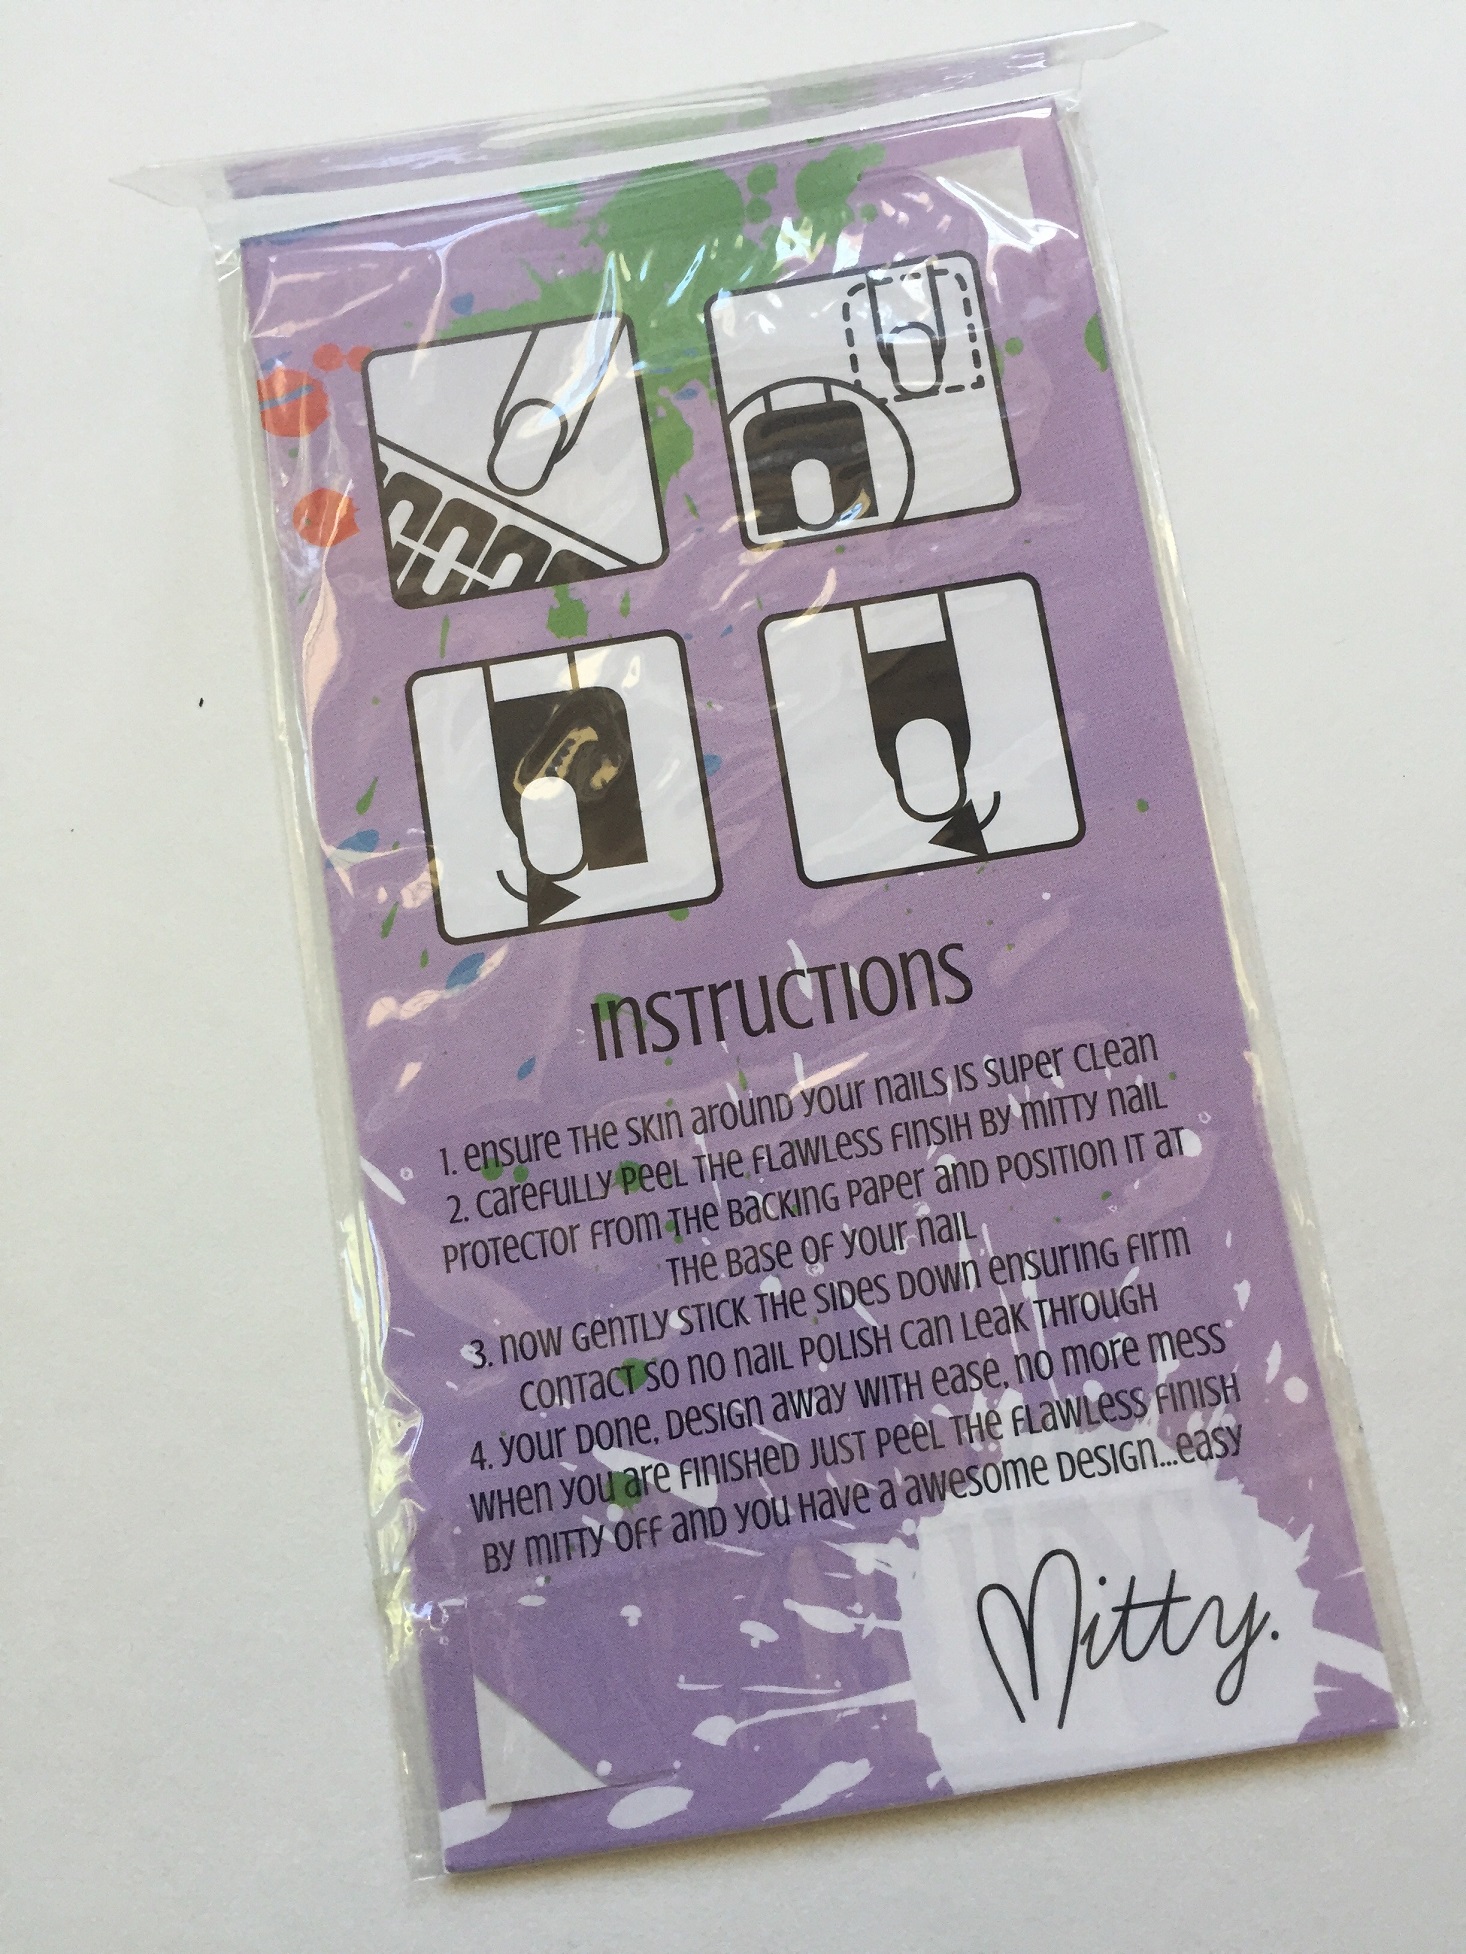 INSTRUCTIONS
1. ensure THE SKIN around your nails IS SUPER CLEAN
2. Carefully peel THE FLAWLESS FINSIH BY MITTY NAIL
PROTECTOR FROM THE BACKING PAPER AND POSITION IT AT
THE BASE OF YOUR NAIL
3. NOW GENTLY STICK THE SIDES DOWN ENSURING FIRM
CONTACT SO NO NAIL POLISH CAN LEAK THROUGH
4. YOUR DONE, DESIGN AWAY WITH EASE, NO MORE MESS
WHEN YOU ARE FINISHED JUST PEEL THE FLAWLESS FINISH
BY MITTY OFF AND YOU HAVE A AWESOME DESIGN...EASY
Mitty.